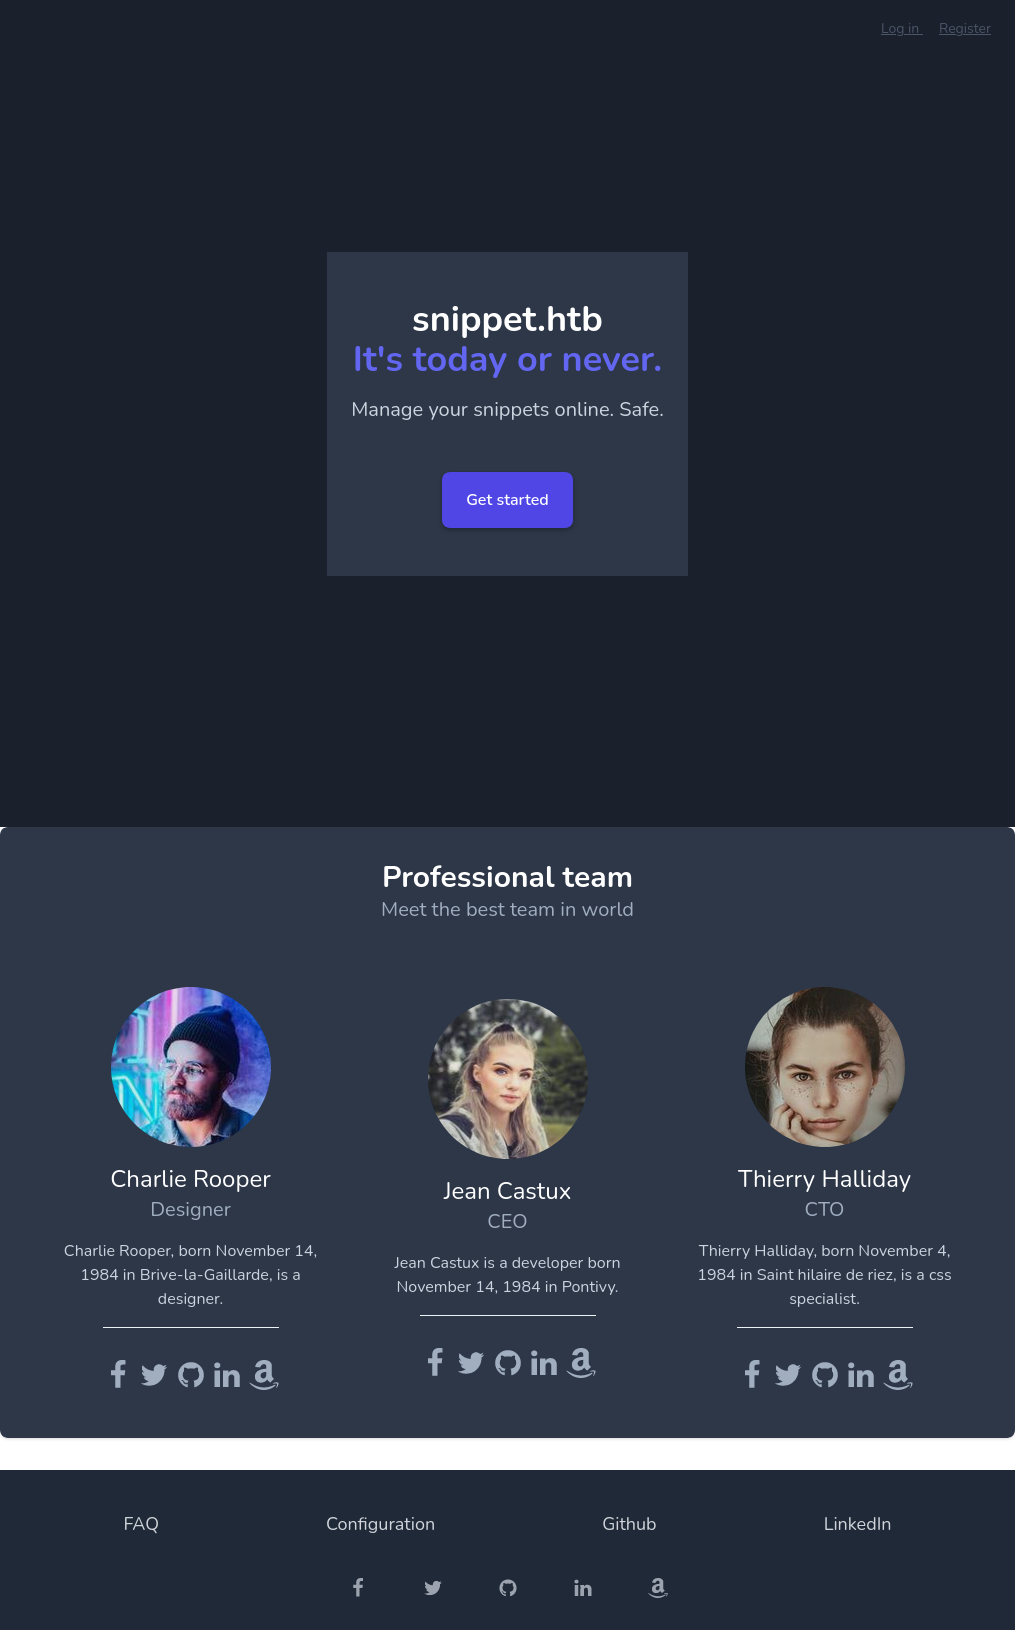 Log in Register
snippet.htb
It's today or never.
Manage your snippets online. Safe.
Get started
Professional team
Meet the best team in world
Charlie Rooper
Designer
Charlie Rooper, born November 14,
1984 in Brive-la-Gaillarde, is a
designer.
Jean Castux
CEO
Jean Castux is a developer born
November 14, 1984 in Pontivy.
Thierry Halliday
CTO
Thierry Halliday, born November 4,
1984 in Saint hilaire de riez, is a css
specialist.
FAQ Configuration Github LinkedIn